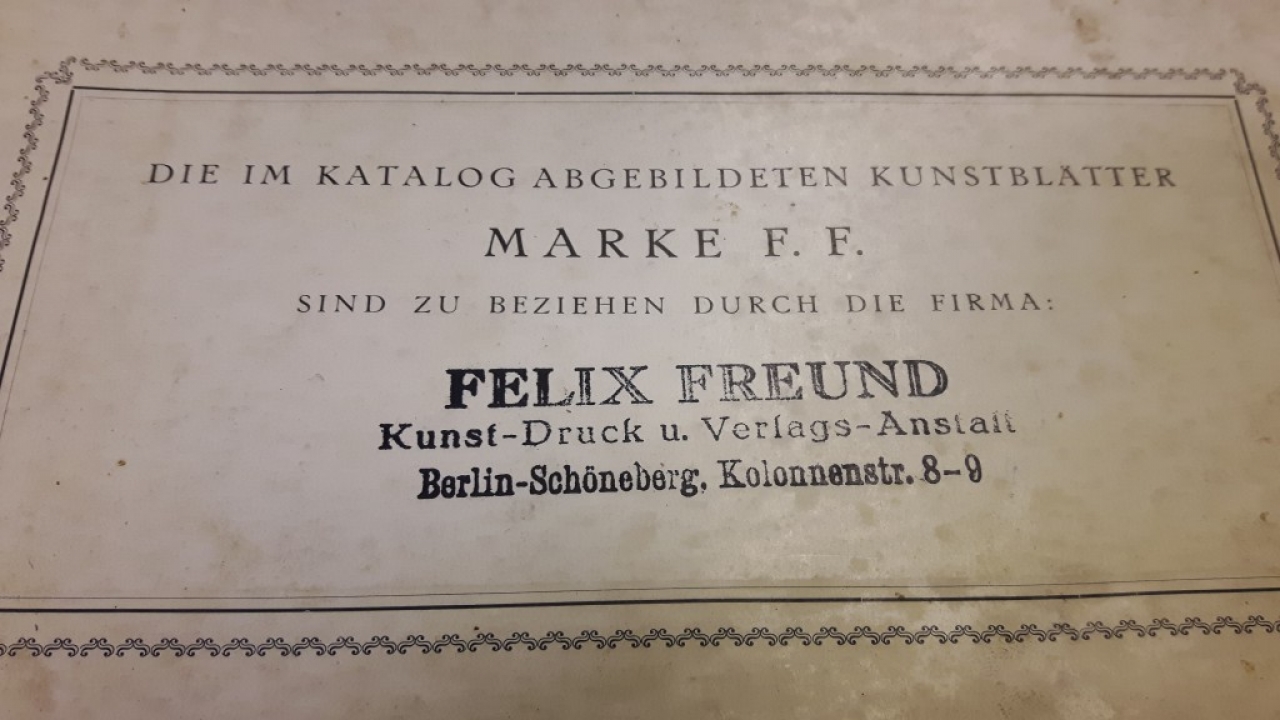 DIE IM KATALOG ABGEBILDETEN KUNSTBLÄTTER
MARKE F. F.
SIND ZU BEZIEHEN DURCH DIE FIRMA:
FELIX FREUND
Kunst-Druck u. Verlags-Anstalt
Berlin-Schöneberg, Kolonnenstr. 8-9